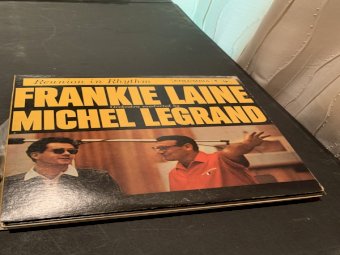 Reunion in Rhythm
FRANKIE LAINE
MICHEL LEGRAND